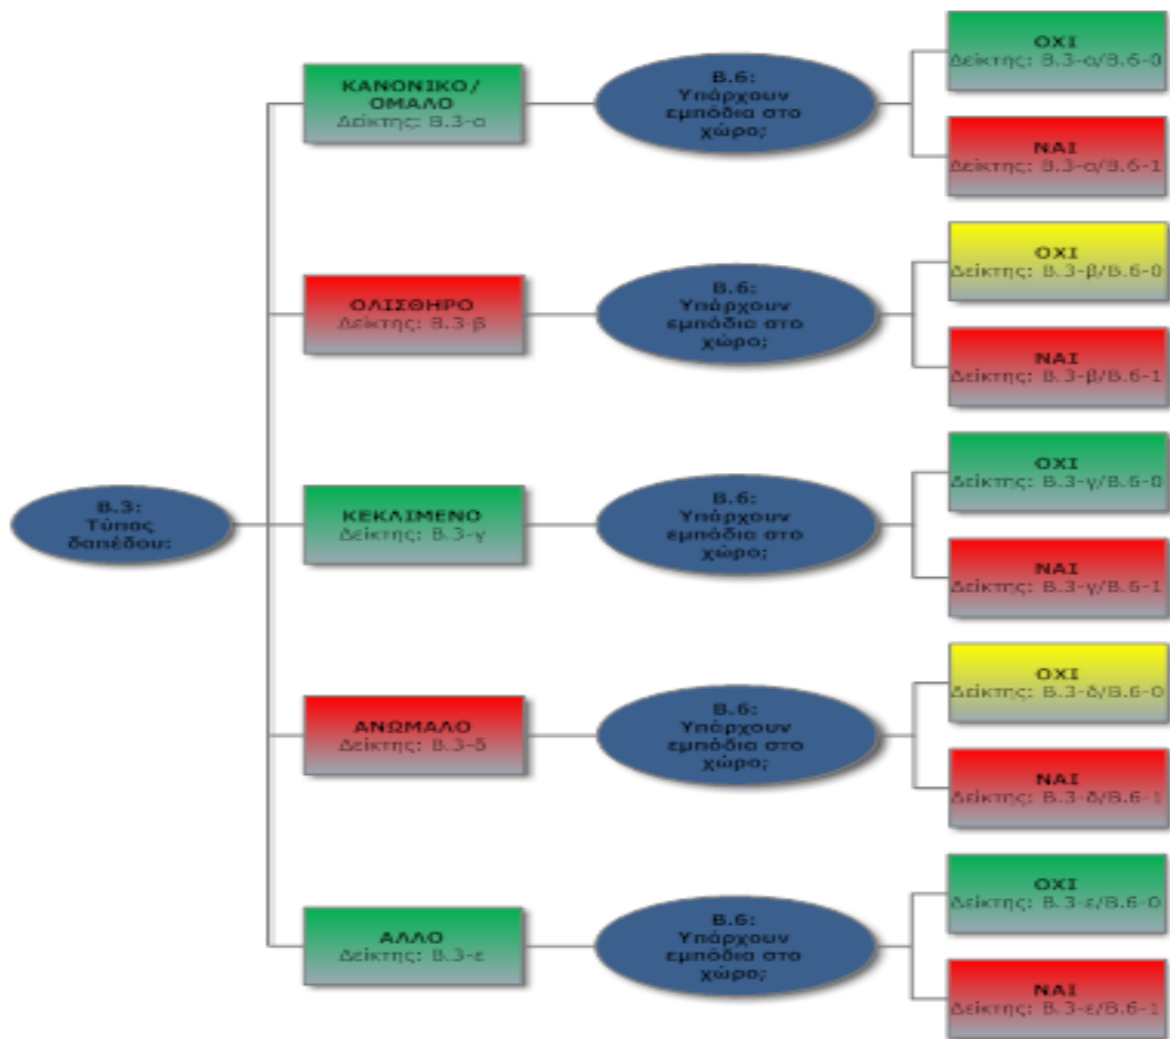 Β.3:
Τύπος
δαπέδου:
ΚΑΝΟΝΙΚΟ/
ΟΜΑΛΟ
Δείκτης: Β.3-α
Β.6:
Υπάρχουν
εμπόδια στο
χώρο;
ΟΧΙ
Δείκτης: Β.3-α/Β.6-0
ΝΑΙ
Δείκτης: Β.3-α/Β.6-1
ΟΛΙΣΘΗΡΟ
Δείκτης: Β.3-β
Β.6:
Υπάρχουν
εμπόδια στο
χώρο;
ΟΧΙ
Δείκτης: Β.3-β/Β.6-0
ΝΑΙ
Δείκτης: Β.3-β/Β.6-1
ΚΕΚΛΙΜΕΝΟ
Δείκτης: Β.3-γ
Β.6:
Υπάρχουν
εμπόδια στο
χώρο;
ΟΧΙ
Δείκτης: Β.3-γ/Β.6-0
ΝΑΙ
Δείκτης: Β.3-γ/Β.6-1
ΑΝΩΜΑΛΟ
Δείκτης: Β.3-δ
Β.6:
Υπάρχουν
εμπόδια στο
χώρο;
ΟΧΙ
Δείκτης: Β.3-δ/Β.6-0
ΝΑΙ
Δείκτης: Β.3-δ/Β.6-1
ΑΛΛΟ
Δείκτης: Β.3-ε
Β.6:
Υπάρχουν
εμπόδια στο
χώρο;
ΟΧΙ
Δείκτης: Β.3-ε/Β.6-0
ΝΑΙ
Δείκτης: Β.3-ε/Β.6-1